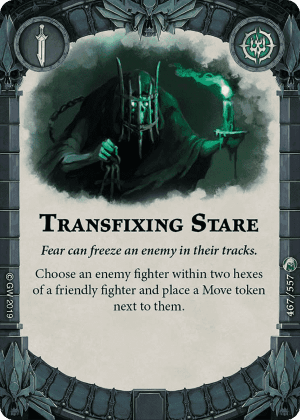 TRANSFIXING STARE
Fear can freeze an enemy in their tracks.
Choose an enemy fighter within two hexes
of a friendly fighter and place a Move token
next to them.
© GW 2019
467/557